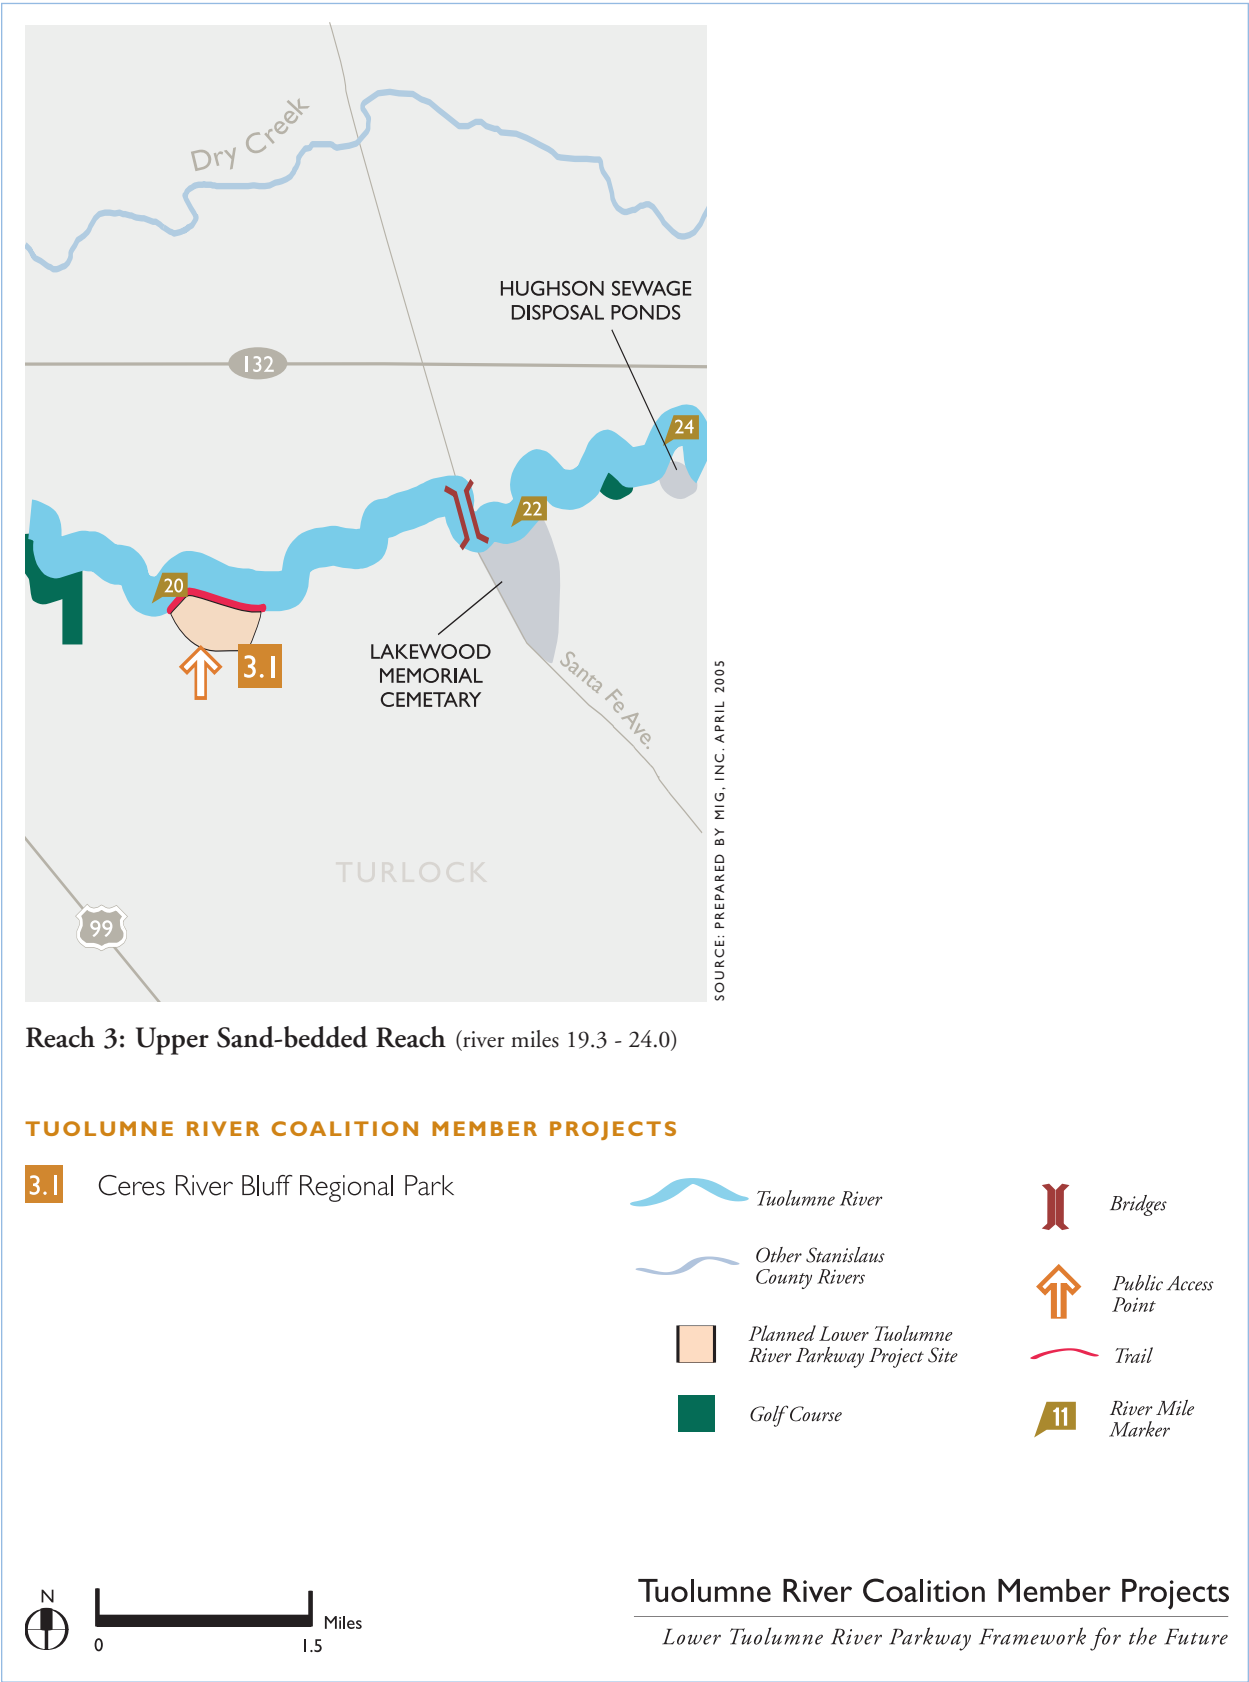 Dry Creek
HUGHSON SEWAGE
DISPOSAL PONDS
132
24
22
20
3.1
LAKEWOOD
MEMORIAL
CEMETARY
Santa Fe Ave.
TURLOCK
99
SOURCE: PREPARED BY MIG, INC. APRIL 2005
Reach 3: Upper Sand-bedded Reach (river miles 19.3 - 24.0)
TUOLUMNE RIVER COALITION MEMBER PROJECTS
3.1 Ceres River Bluff Regional Park
Tuolumne River
Other Stanislaus
County Rivers
Planned Lower Tuolumne
River Parkway Project Site
Golf Course
Bridges
Public Access
Point
Trail
11
River Mile
Marker
N
0
1.5
Miles
Tuolumne River Coalition Member Projects
Lower Tuolumne River Parkway Framework for the Future